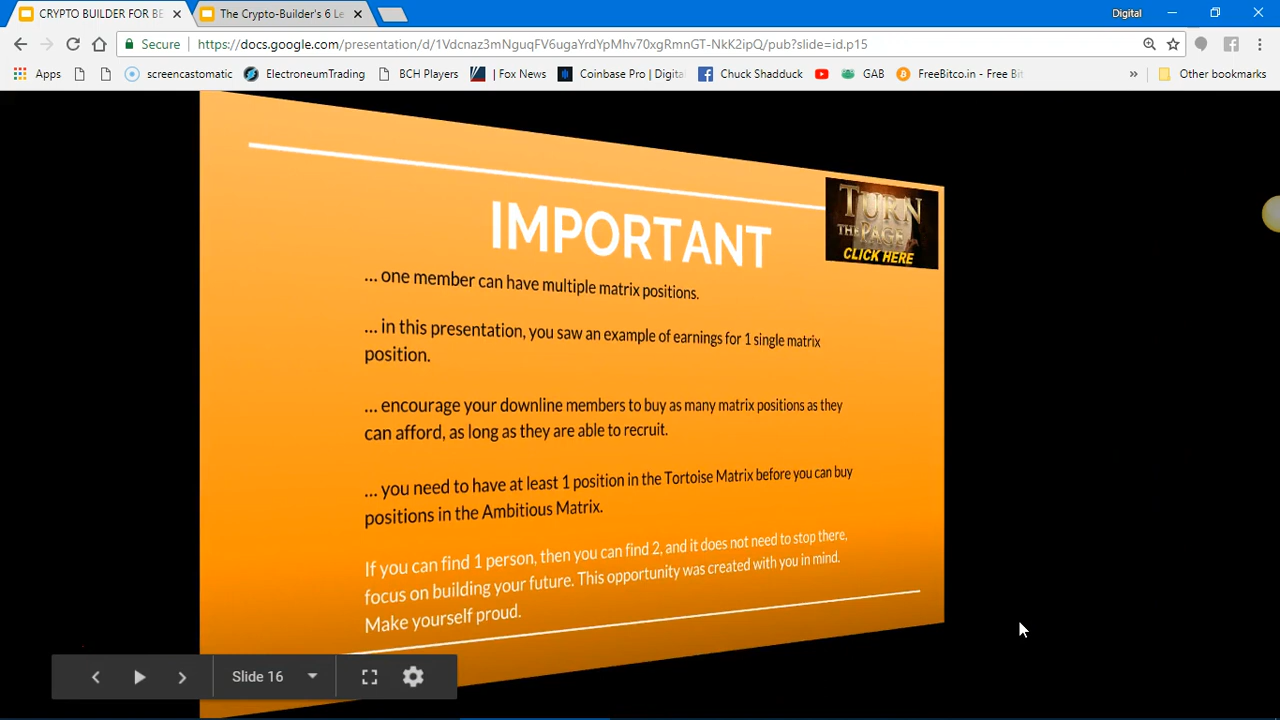 CRYPTO BUILDER FOR BE
The Crypto-Builder's 6 Le
Digital
Secure
https://docs.google.com/presentation/d/1Vdcnaz3mNguqFV6ugaYrdYpMhv70xgRmnGT-NkK2ipQ/pub?slide=id.p15
Apps
screencastomatic
ElectroneumTrading
BCH Players
| Fox News
Coinbase Pro | Digita
Chuck Shadduck
GAB
FreeBitco.in - Free Bit
»
Other bookmarks
TURN
THE PAGE
CLICK HERE
IMPORTANT
... one member can have multiple matrix positions.
... in this presentation, you saw an example of earnings for 1 single matrix
position.
... encourage your downline members to buy as many matrix positions as they
can afford, as long as they are able to recruit.
... you need to have at least 1 position in the Tortoise Matrix before you can buy
positions in the Ambitious Matrix.
If you can find 1 person, then you can find 2, and it does not need to stop there,
focus on building your future. This opportunity was created with you in mind.
Make yourself proud.
Slide 16